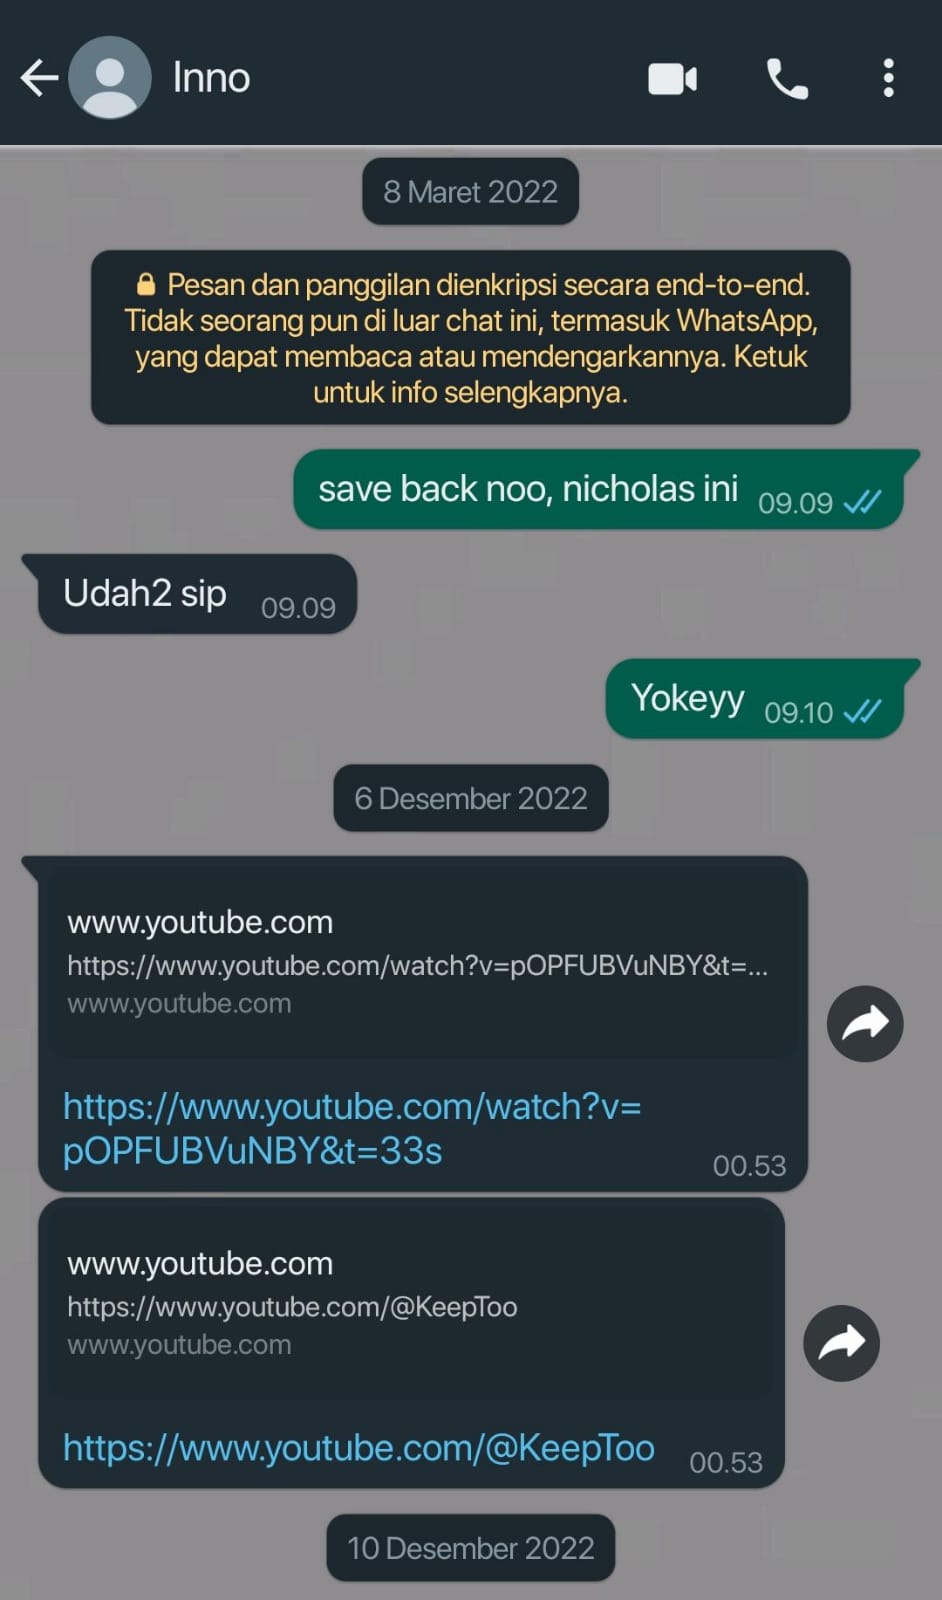 Inno
8 Maret 2022
Pesan dan panggilan dienkripsi secara end-to-end.
Tidak seorang pun di luar chat ini, termasuk WhatsApp,
yang dapat membaca atau mendengarkannya. Ketuk
untuk info selengkapnya.
save back noo, nicholas ini 09.09
Udah2 sip 09.09
Yokeyy 09.10
6 Desember 2022
www.youtube.com
https://www.youtube.com/watch?v=pOPFUBVuNBY&t=...
www.youtube.com
https://www.youtube.com/watch?v=
pOPFUBVuNBY&t=33s
00.53
www.youtube.com
https://www.youtube.com/@KeepToo
www.youtube.com
https://www.youtube.com/@KeepToo 00.53
10 Desember 2022